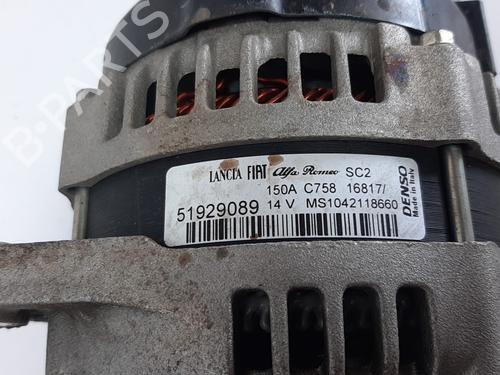 B-PARTS
LANCIA FIAT Alfa Romeo SC2
150A C758 16817/
51929089 14 V MS1042118660
DENSO
Made in Italy